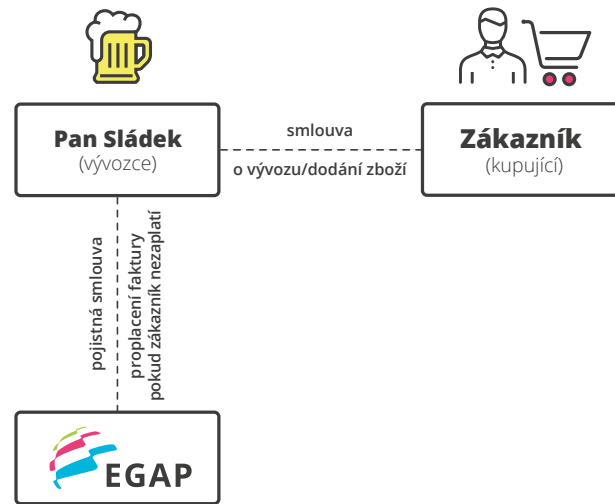 Pan Sládek
(vývozce)
smlouva
o vývozu/dodání zboží
Zákazník
(kupující)
pojistná smlouva
proplacení faktury
pokud zákazník nezaplatí
EGAP